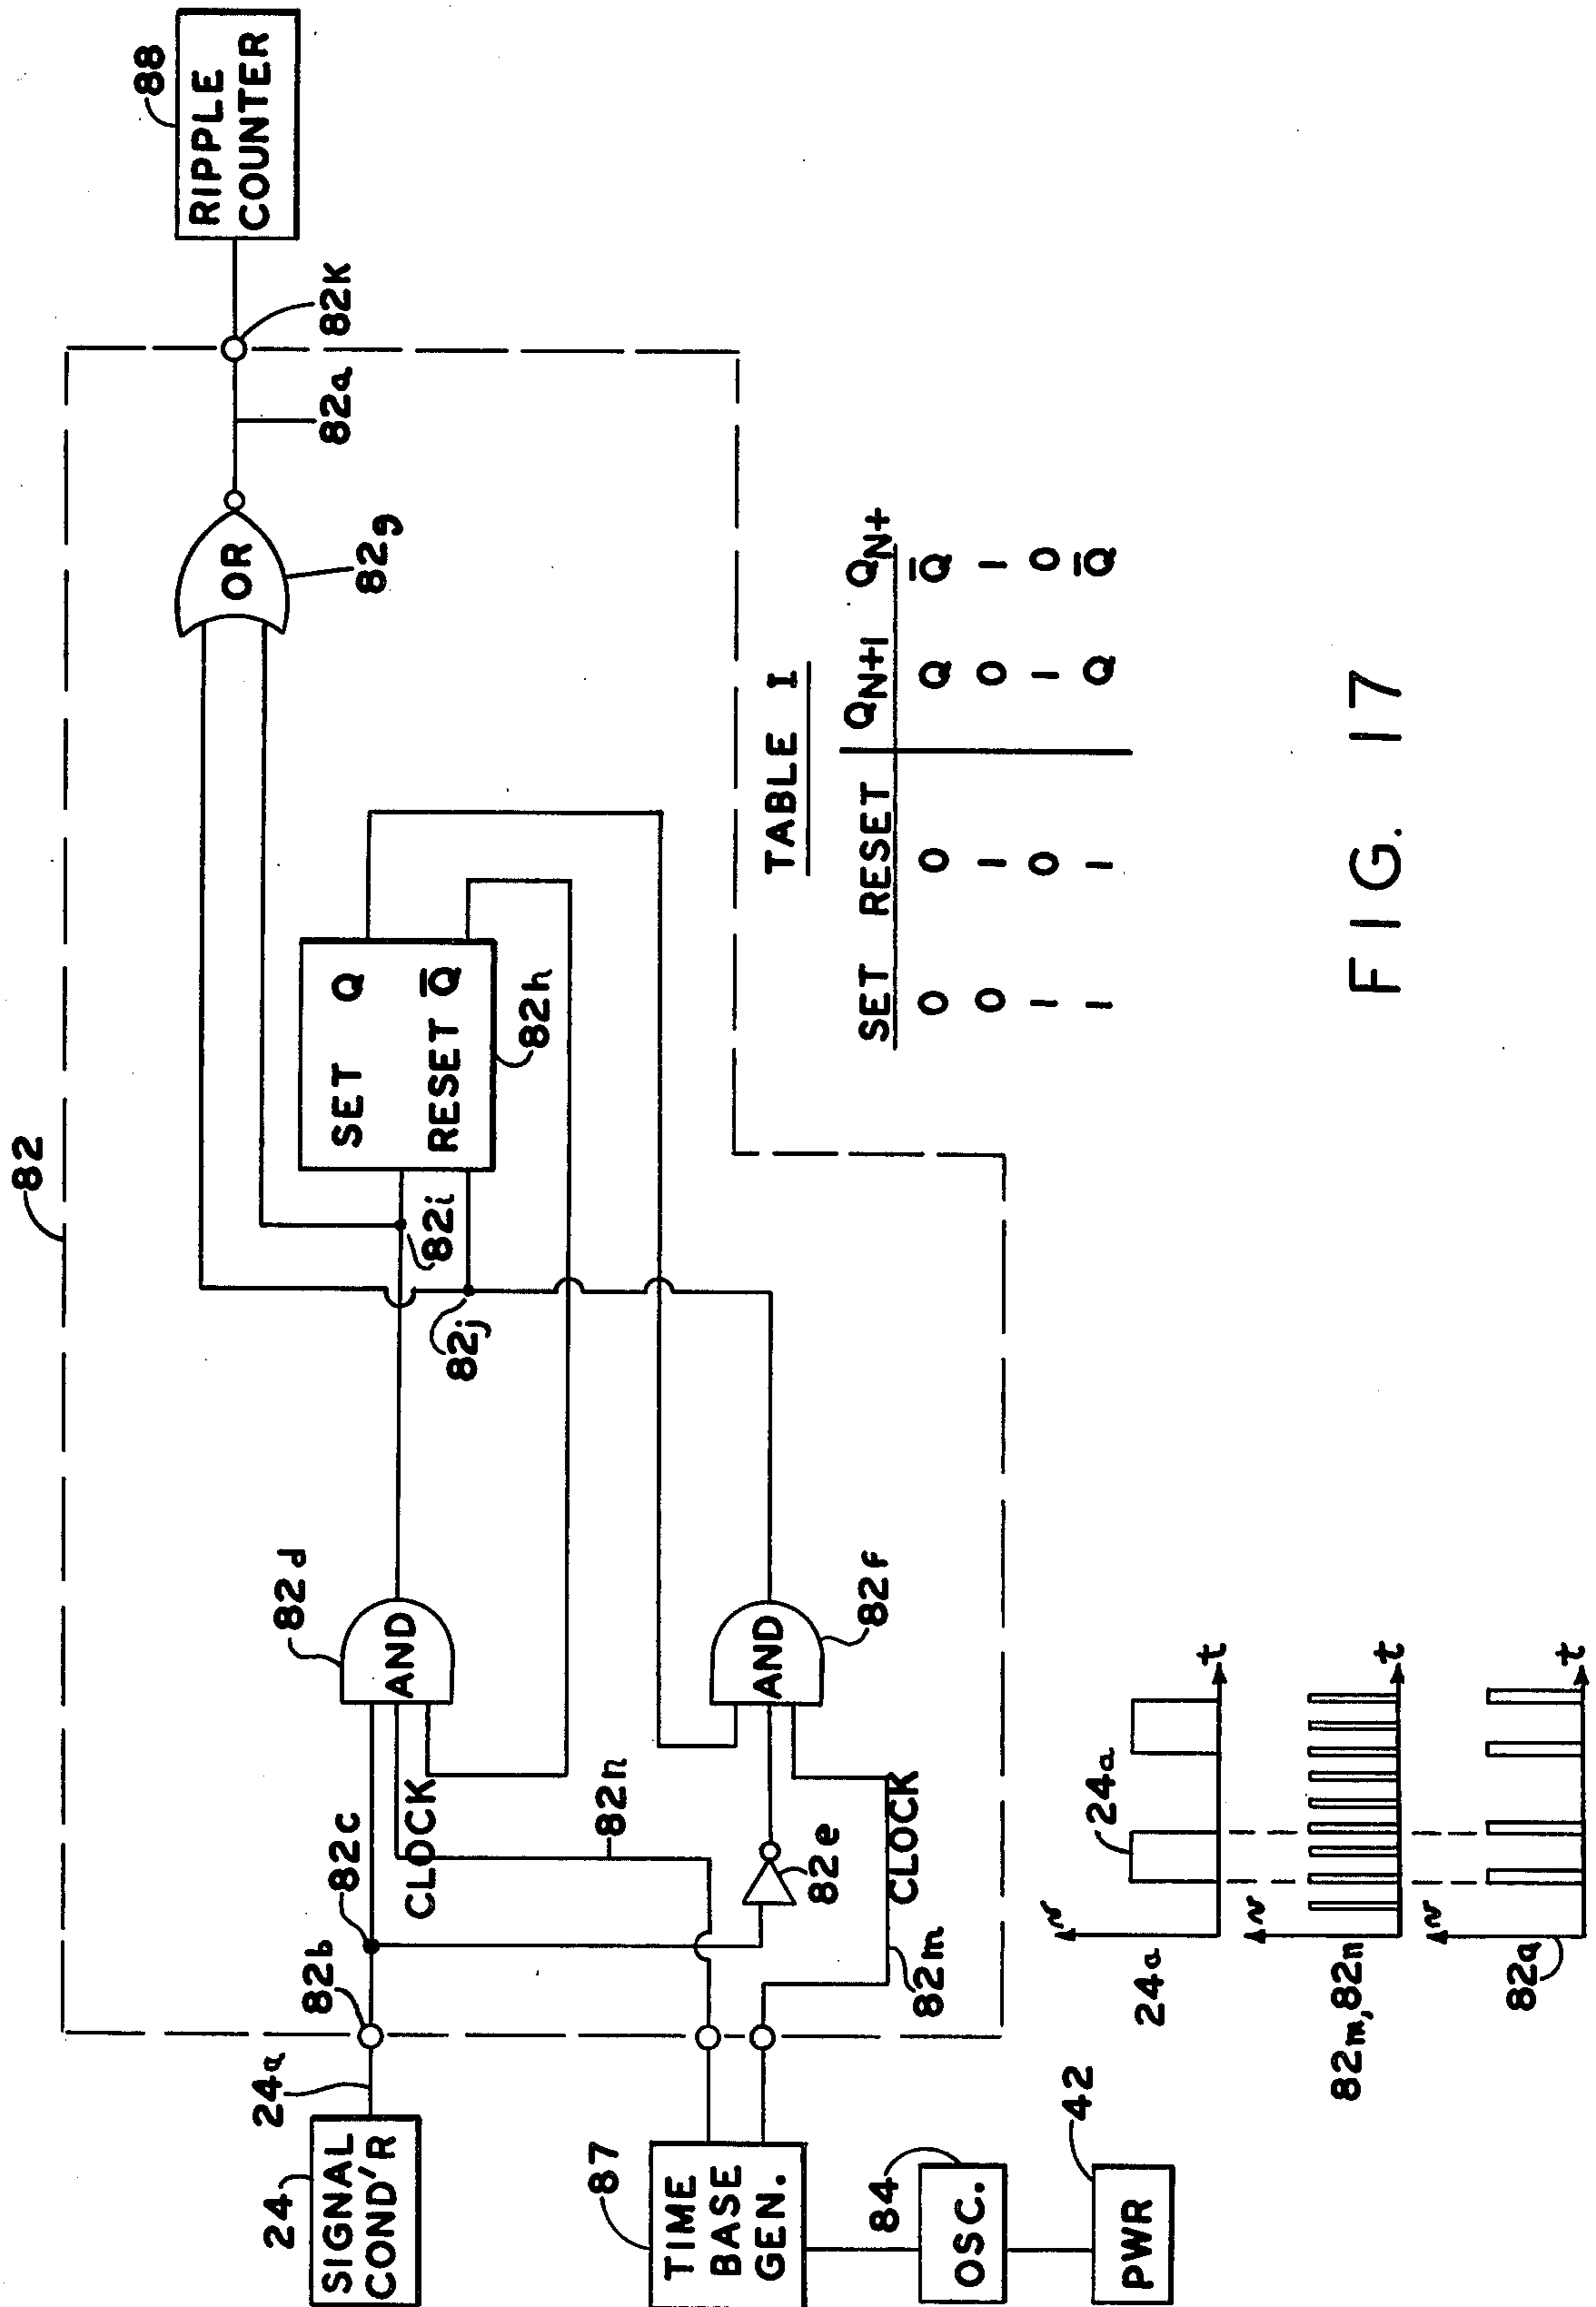 82
88
RIPPLE
COUNTER
82K
82a
OR
82g
SET Q
RESET Q̅
82h
82i
82j
82d
AND
82f
AND
82c
CLOCK
82n
82e
CLOCK
82m
82b
24a
24
SIGNAL
COND'R
87
TIME
BASE
GEN.
84
OSC.
42
PWR
TABLE I
SET RESET QN+1 QN+
0 0 Q Q̅
0 1 0 1
1 0 1 0
1 1 Q Q̅
v
24a
t
24a
v
t
82m, 82n
v
t
82a
FIG. 17